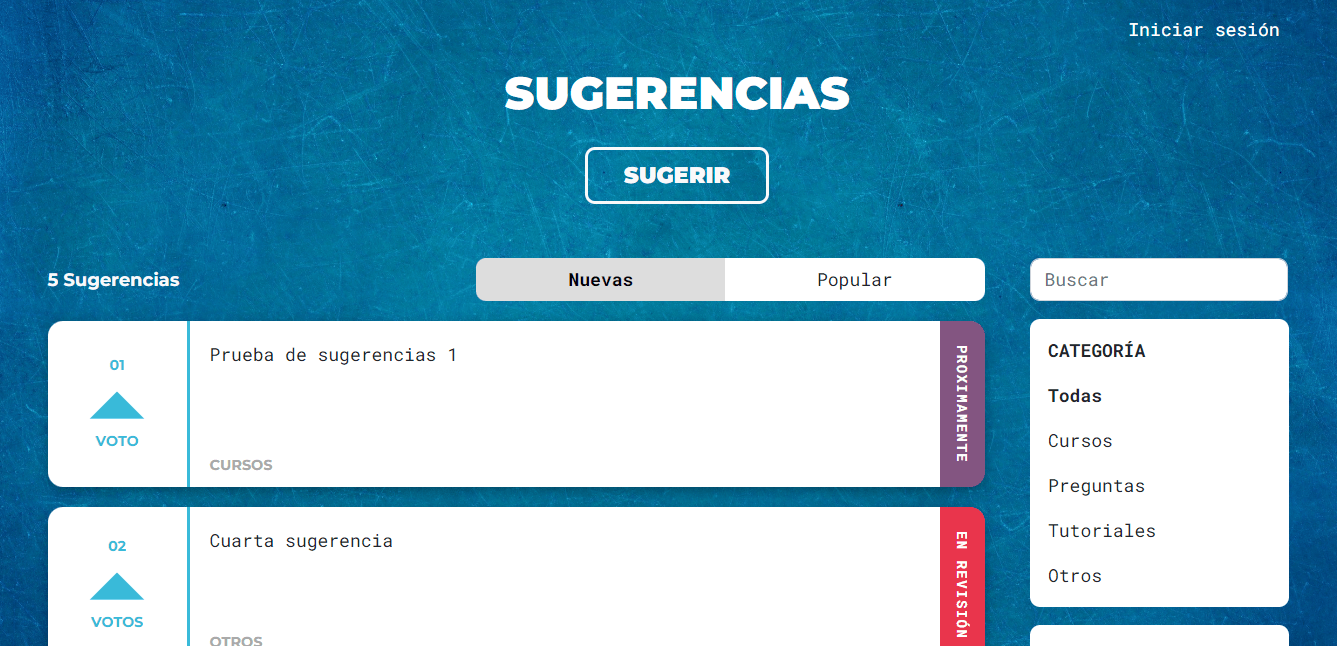 Iniciar sesión
SUGERENCIAS
SUGERIR
5 Sugerencias
Nuevas
Popular
Buscar
01
VOTO
Prueba de sugerencias 1
CURSOS
PROXIMAMENTE
02
VOTOS
Cuarta sugerencia
OTROS
EN REVISIÓN
CATEGORÍA
Todas
Cursos
Preguntas
Tutoriales
Otros